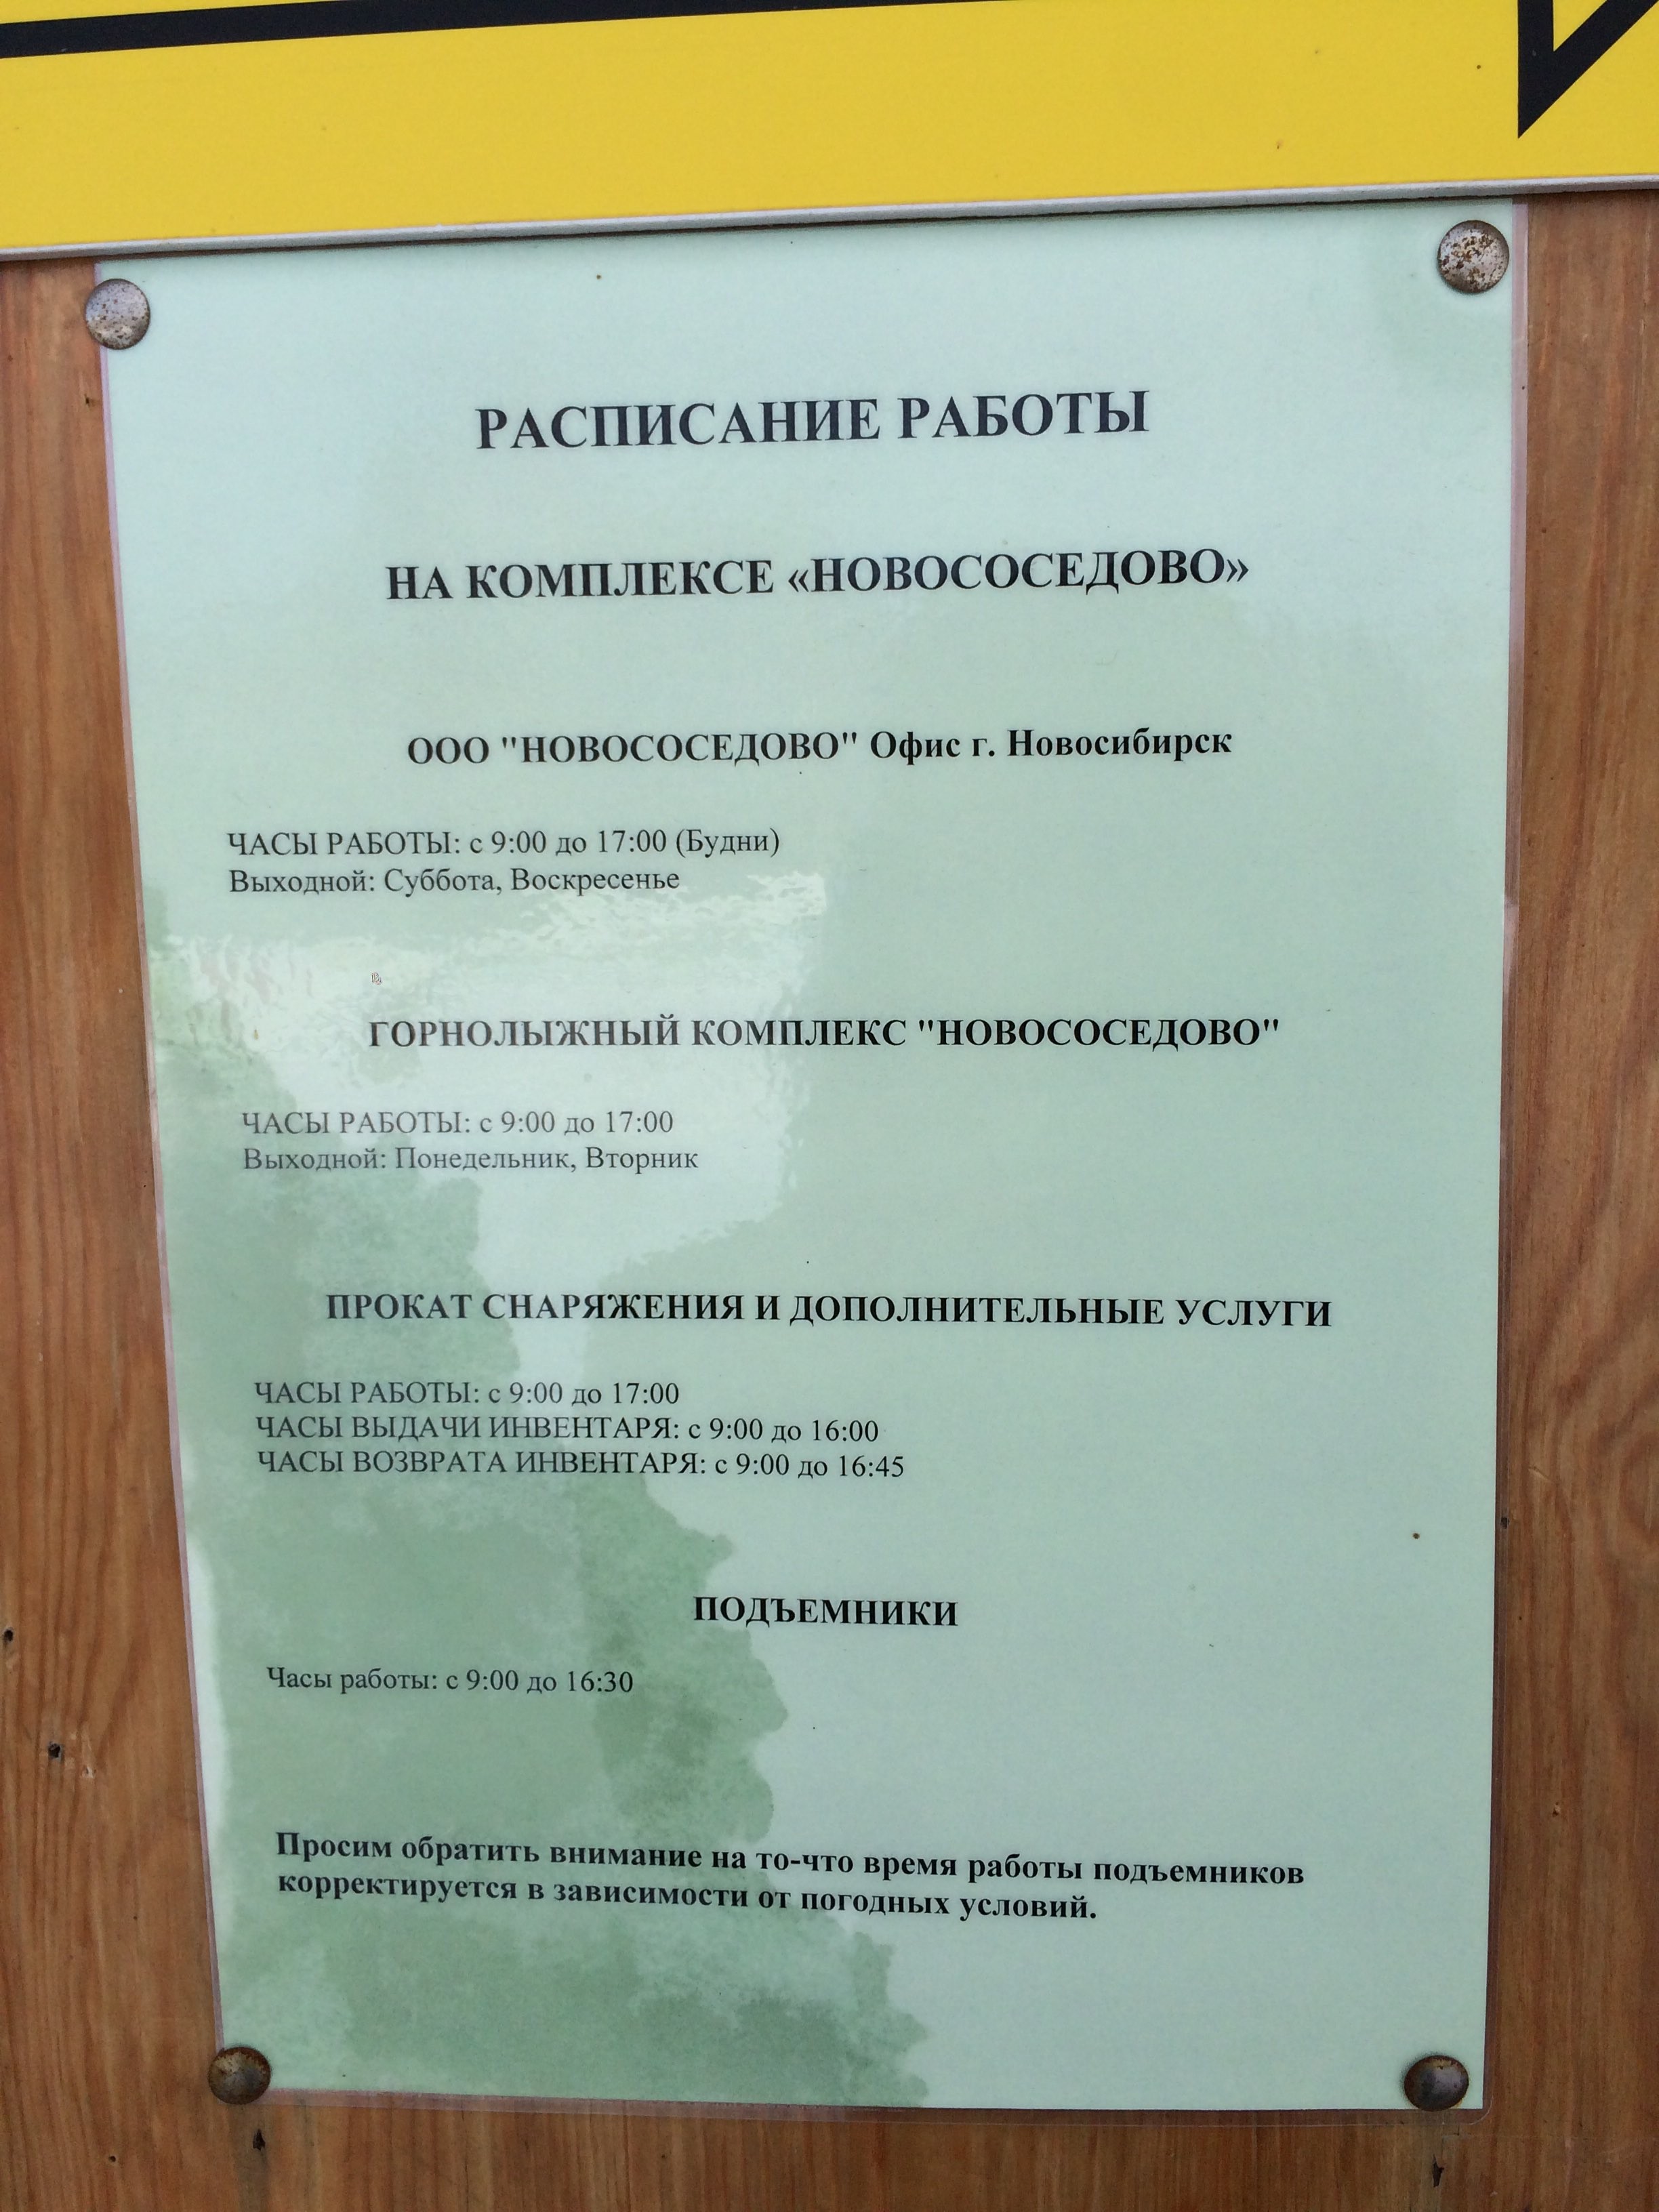 РАСПИСАНИЕ РАБОТЫ
НА КОМПЛЕКСЕ «НОВОСОСЕДОВО»
ООО "НОВОСОСЕДОВО" Офис г. Новосибирск
ЧАСЫ РАБОТЫ: с 9:00 до 17:00 (Будни)
Выходной: Суббота, Воскресенье
ГОРНОЛЫЖНЫЙ КОМПЛЕКС "НОВОСОСЕДОВО"
ЧАСЫ РАБОТЫ: с 9:00 до 17:00
Выходной: Понедельник, Вторник
ПРОКАТ СНАРЯЖЕНИЯ И ДОПОЛНИТЕЛЬНЫЕ УСЛУГИ
ЧАСЫ РАБОТЫ: с 9:00 до 17:00
ЧАСЫ ВЫДАЧИ ИНВЕНТАРЯ: с 9:00 до 16:00
ЧАСЫ ВОЗВРАТА ИНВЕНТАРЯ: с 9:00 до 16:45
ПОДЪЕМНИКИ
Часы работы: с 9:00 до 16:30
Просим обратить внимание на то-что время работы подъемников
корректируется в зависимости от погодных условий.